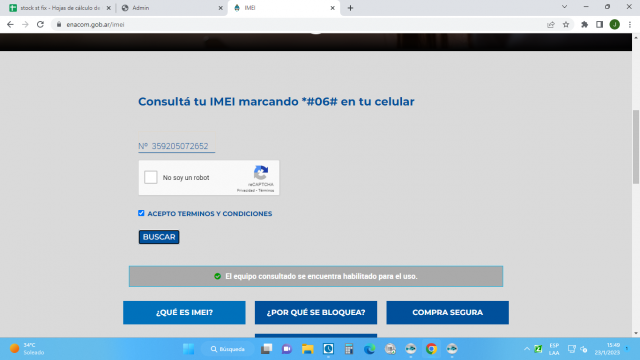 stock st fix - Hojas de cálculo de
Admin
IMEI
enacom.gob.ar/imei
J
Consultá tu IMEI marcando *#06# en tu celular
Nº 359205072652
No soy un robot
reCAPTCHA
Privacidad - Términos
ACEPTO TERMINOS Y CONDICIONES
BUSCAR
El equipo consultado se encuentra habilitado para el uso.
¿QUÉ ES IMEI?
¿POR QUÉ SE BLOQUEA?
COMPRA SEGURA
34°C
Soleado
Búsqueda
ESP
LAA
15:40
23/1/2023